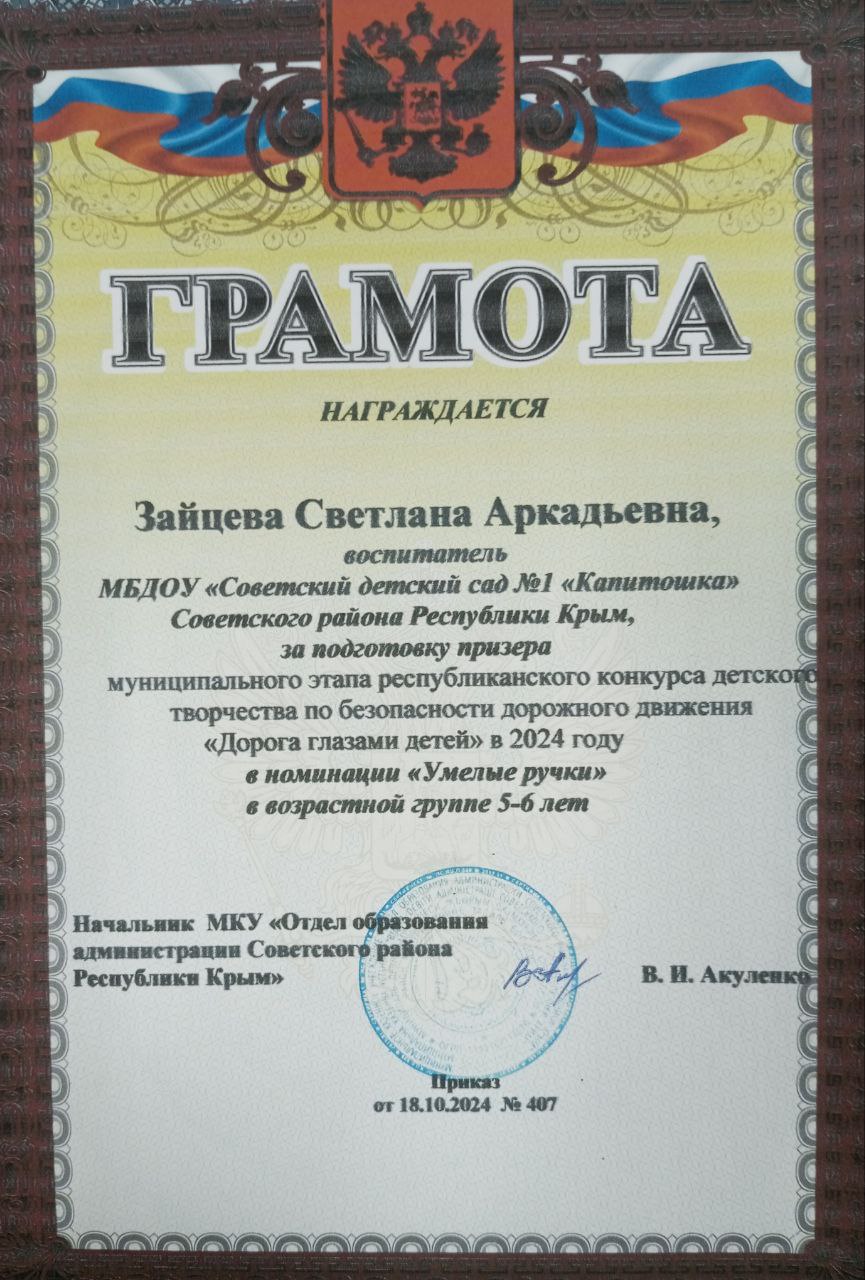 ГРАМОТА
НАГРАЖДАЕТСЯ
Зайцева Светлана Аркадьевна,
воспитатель
МБДОУ «Советский детский сад №1 «Капитошка»
Советского района Республики Крым,
за подготовку призера
муниципального этапа республиканского конкурса детского
творчества по безопасности дорожного движения
«Дорога глазами детей» в 2024 году
в номинации «Умелые ручки»
в возрастной группе 5-6 лет
Начальник МКУ «Отдел образования
администрации Советского района
Республики Крым»
В. И. Акуленко
Приказ
от 18.10.2024 № 407